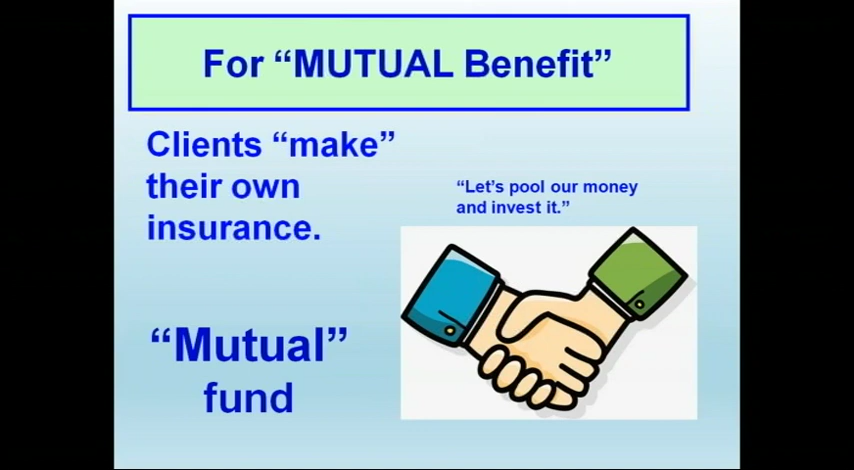 For “MUTUAL Benefit”
Clients “make”
their own
insurance.
“Let’s pool our money
and invest it.”
“Mutual”
fund